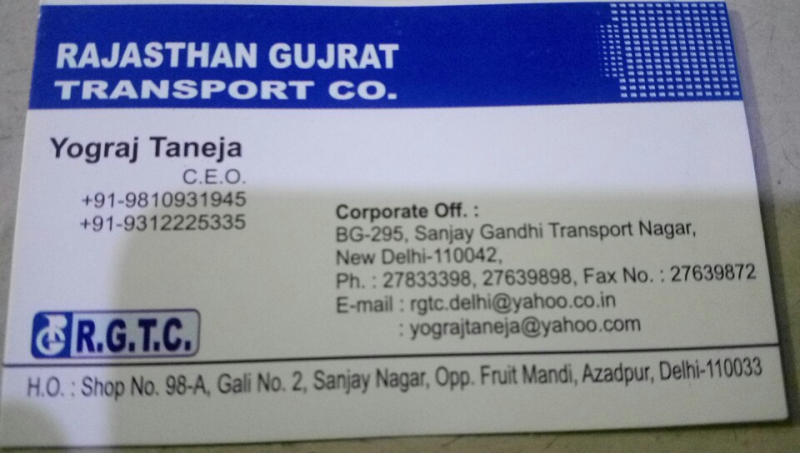 RAJASTHAN GUJRAT
TRANSPORT CO.
Yograj Taneja
C.E.O.
+91-9810931945
+91-9312225335
Corporate Off. :
BG-295, Sanjay Gandhi Transport Nagar,
New Delhi-110042,
Ph. : 27833398, 27639898, Fax No. : 27639872
E-mail : rgtc.delhi@yahoo.co.in
: yograjtaneja@yahoo.com
R.G.T.C.
H.O. : Shop No. 98-A, Gali No. 2, Sanjay Nagar, Opp. Fruit Mandi, Azadpur, Delhi-110033